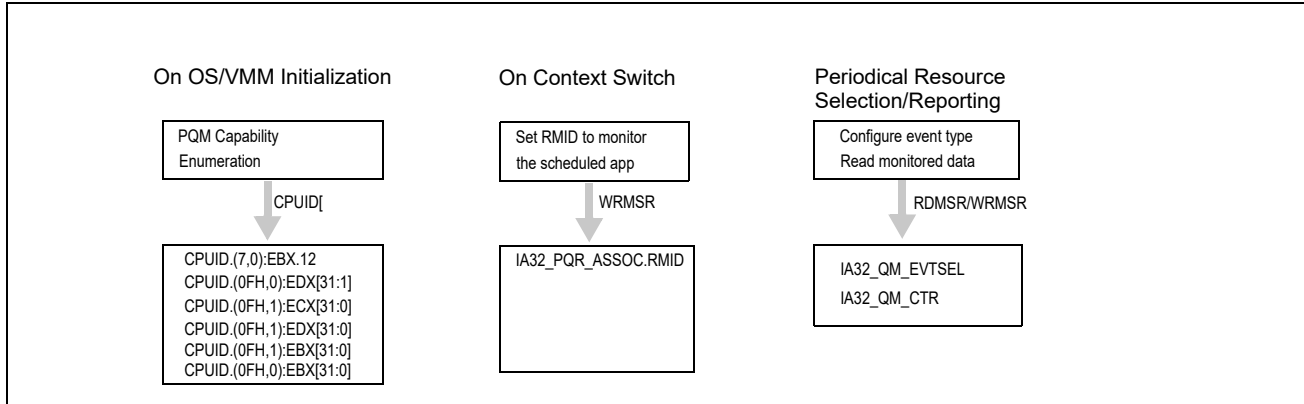 On OS/VMM Initialization
PQM Capability
Enumeration
CPUID[
CPUID.(7,0):EBX.12
CPUID.(0FH,0):EDX[31:1]
CPUID.(0FH,1):ECX[31:0]
CPUID.(0FH,1):EDX[31:0]
CPUID.(0FH,1):EBX[31:0]
CPUID.(0FH,0):EBX[31:0]
On Context Switch
Set RMID to monitor
the scheduled app
WRMSR
IA32_PQR_ASSOC.RMID
Periodical Resource
Selection/Reporting
Configure event type
Read monitored data
RDMSR/WRMSR
IA32_QM_EVTSEL
IA32_QM_CTR